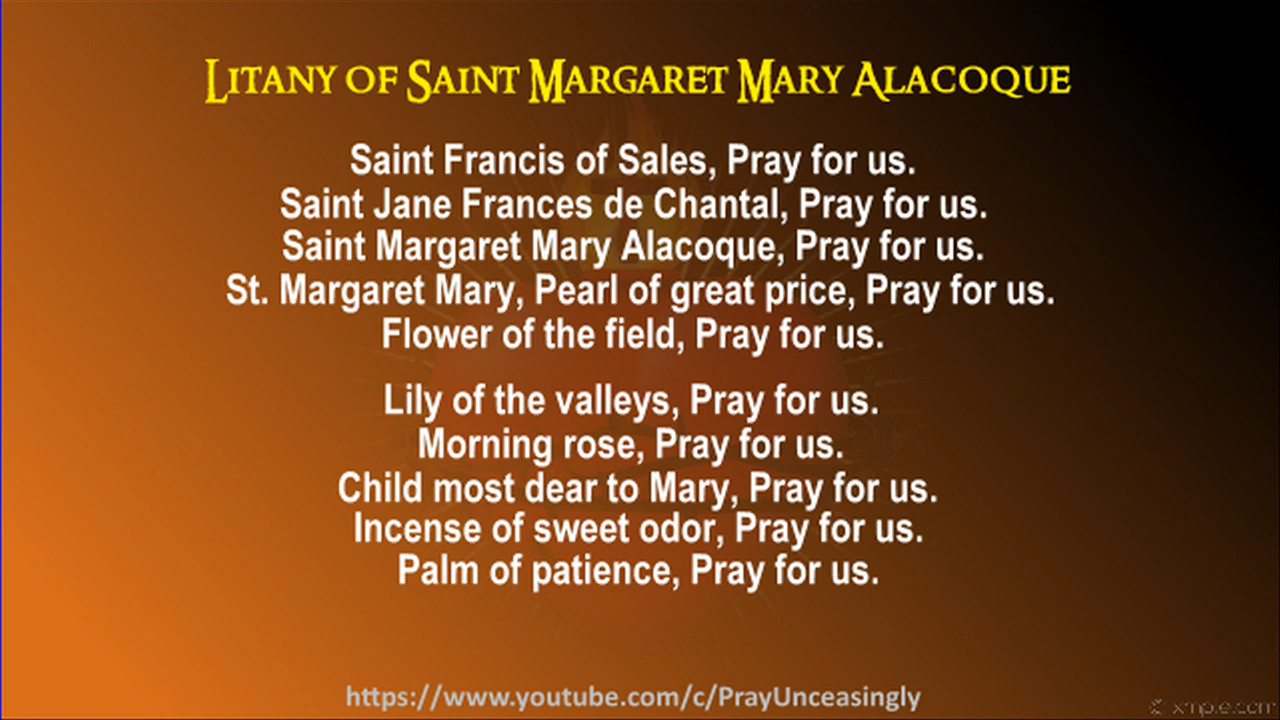 Litany of Saint Margaret Mary Alacoque
Saint Francis of Sales, Pray for us.
Saint Jane Frances de Chantal, Pray for us.
Saint Margaret Mary Alacoque, Pray for us.
St. Margaret Mary, Pearl of great price, Pray for us.
Flower of the field, Pray for us.
Lily of the valleys, Pray for us.
Morning rose, Pray for us.
Child most dear to Mary, Pray for us.
Incense of sweet odor, Pray for us.
Palm of patience, Pray for us.
https://www.youtube.com/c/PrayUnceasingly
© xmple.com